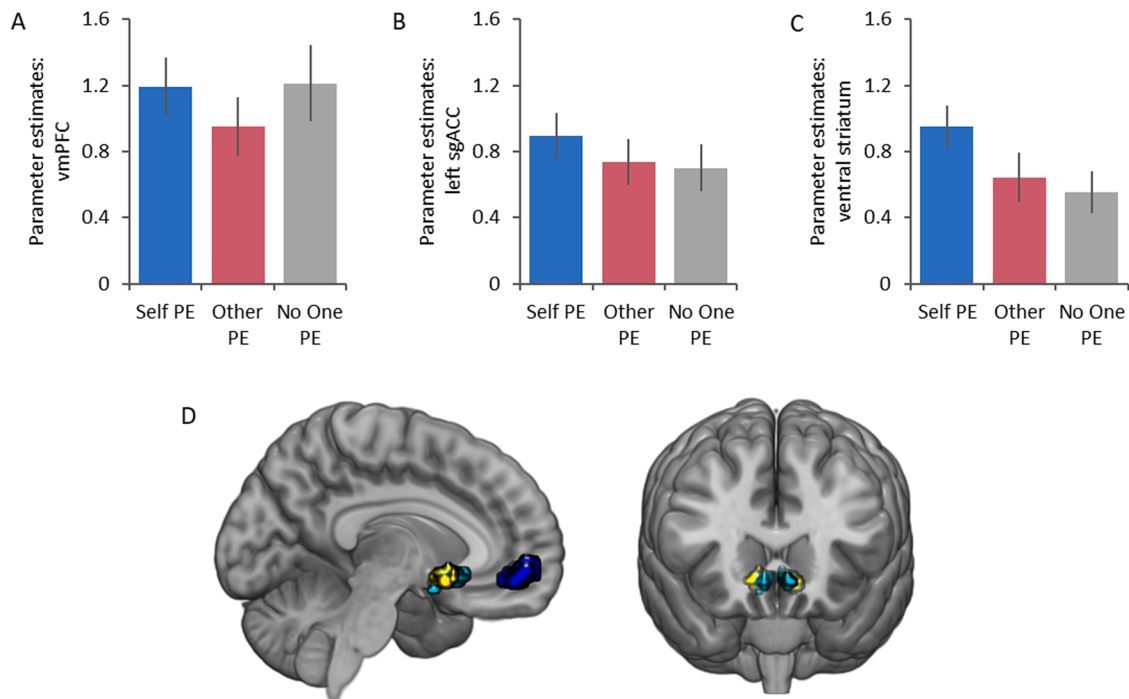 A
Parameter estimates:
vmPFC
1.6
1.2
0.8
0.4
0
Self PE
Other
PE
No One
PE
B
Parameter estimates:
left sgACC
1.6
1.2
0.8
0.4
0
Self PE
Other
PE
No One
PE
C
Parameter estimates:
ventral striatum
1.6
1.2
0.8
0.4
0
Self PE
Other
PE
No One
PE
D